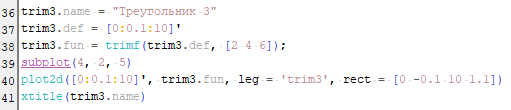 36 trim3.name = "Треугольник 3"
37 trim3.def = [0:0.1:10]'
38 trim3.fun = trimf(trim3.def, [2 4 6]);
39 subplot(4, 2, 5)
40 plot2d([0:0.1:10]', trim3.fun, leg = 'trim3', rect = [0 -0.1 10 1.1])
41 xtitle(trim3.name)